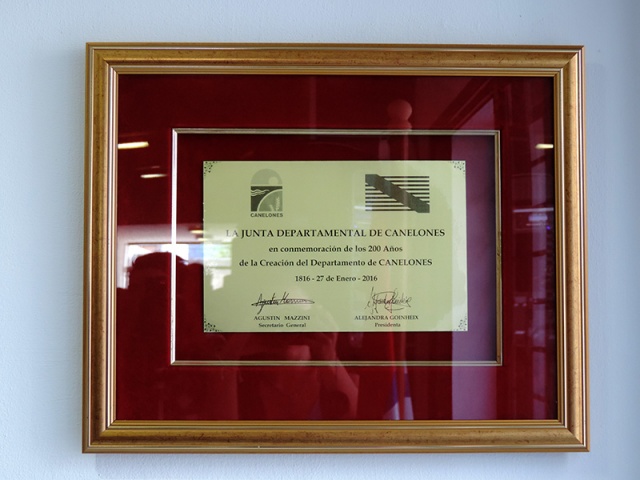 CANELONES
LA JUNTA DEPARTAMENTAL DE CANELONES
en conmemoración de los 200 Años
de la Creación del Departamento de CANELONES
1816 - 27 de Enero - 2016
AGUSTIN MAZZINI
Secretario General
ALEJANDRA GOINHEIX
Presidenta